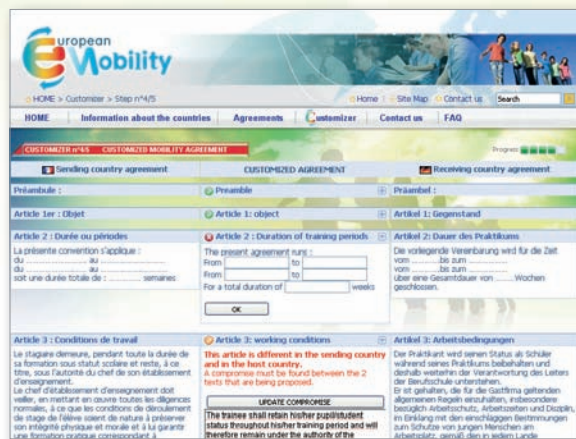 European
Mobility
HOME > Customizer > Step n°4/5
Home
Site Map
Contact us
Search
HOME
Information about the countries
Agreements
Customizer
Contact us
FAQ
CUSTOMIZER n°4/5 CUSTOMIZED MOBILITY AGREEMENT
Progress
Sending country agreement
CUSTOMIZED AGREEMENT
Receiving country agreement
Préambule :
Preamble
Präambel :
Article 1er : Objet
Article 1: object
Artikel 1: Gegenstand
Article 2 : Durée ou périodes
La présente convention s'applique :
du ........................ au ........................
du ........................ au ........................
soit une durée totale de : ............ semaines
Article 2 : Duration of training periods
The present agreement runs :
From to
From to
For a total duration of weeks
OK
Artikel 2: Dauer des Praktikums
Die vorliegende Vereinbarung wird für die Zeit
vom ............bis zum ................
vom ............bis zum ................
über eine Gesamtdauer von ........Wochen
geschlossen.
Article 3 : Conditions de travail
Le stagiaire demeure, pendant toute la durée de
sa formation sous statut scolaire et reste, à ce
titre, sous l'autorité du chef de son établissement
d'enseignement.
Le chef d'établissement d'enseignement doit
veiller, en mettant en œuvre toutes les diligences
normales, à ce que les conditions de déroulement
de stage de l'élève soient de nature à préserver
son intégrité physique et morale et à lui garantir
une formation pratique correspondant à
Article 3: working conditions
This article is different in the sending country
and in the host country.
A compromise must be found between the 2
texts that are being proposed.
UPDATE COMPROMISE
The trainee shall retain his/her pupil/student
status throughout his/her training period and will
therefore remain under the authority of the
Article 3: Arbeitsbedingungen
Der Praktikant wird seinen Status als Schüler
während seines Praktikums beibehalten und
deshalb weiterhin der Verantwortung des Leiters
der Berufsschule unterstehen.
Er ist gehalten, die für die Gastfirma geltenden
allgemeinen Regeln einzuhalten, insbesondere
bezüglich Arbeitsschutz, Arbeitszeiten und Disziplin,
im Einklang mit den einschlägigen Bestimmungen
zum Schutze von jungen Menschen am
Arbeitsplatz, gemäß den in jedem Lande